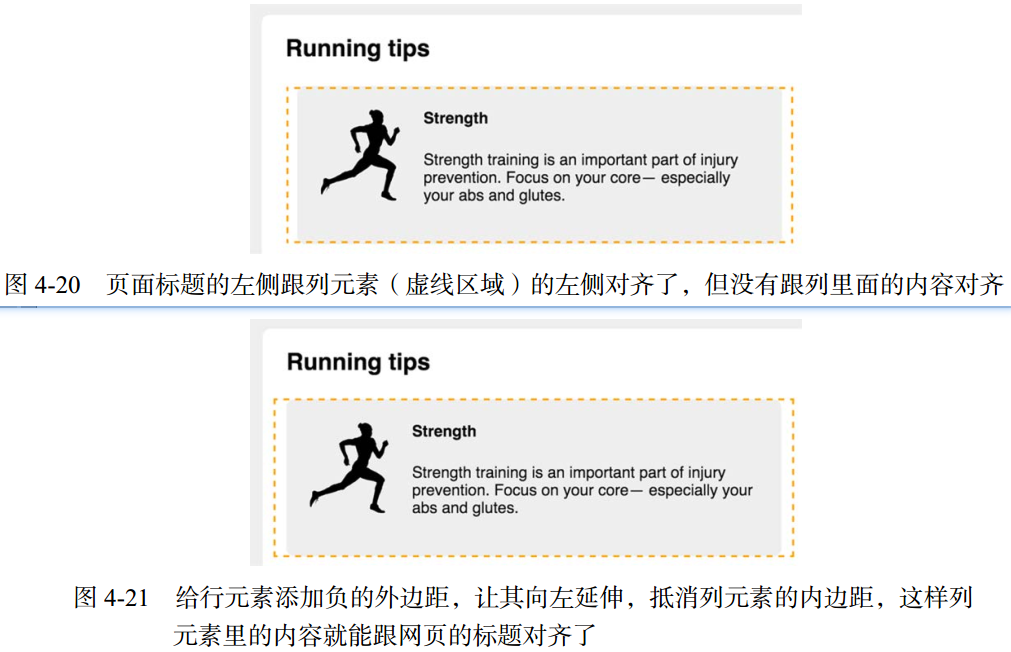 Running tips
Strength
Strength training is an important part of injury
prevention. Focus on your core— especially
your abs and glutes.
图 4-20 页面标题的左侧跟列元素（虚线区域）的左侧对齐了，但没有跟列里面的内容对齐
Running tips
Strength
Strength training is an important part of injury
prevention. Focus on your core— especially your
abs and glutes.
图 4-21 给行元素添加负的外边距，让其向左延伸，抵消列元素的内边距，这样列
元素里的内容就能跟网页的标题对齐了